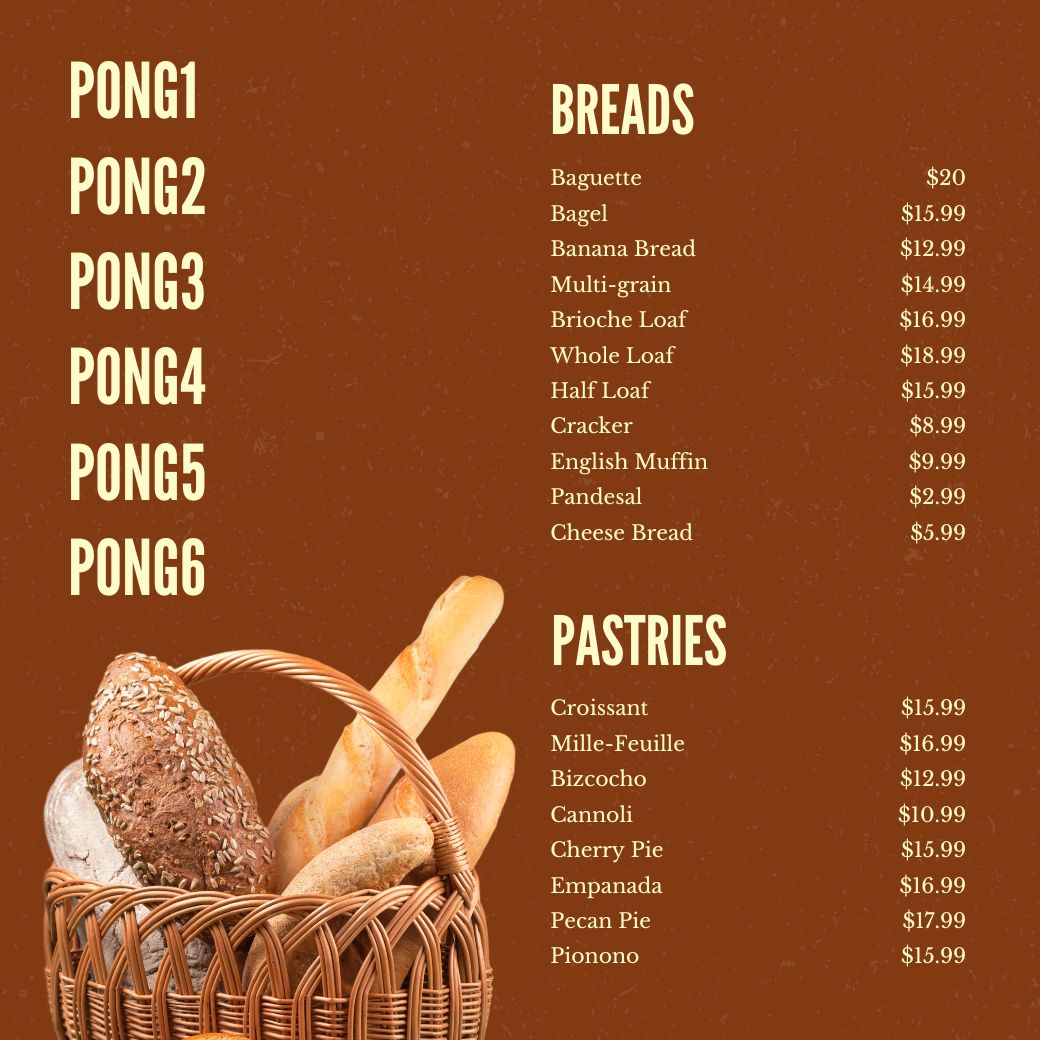 PONG1
PONG2
PONG3
PONG4
PONG5
PONG6
BREADS
Baguette $20
Bagel $15.99
Banana Bread $12.99
Multi-grain $14.99
Brioche Loaf $16.99
Whole Loaf $18.99
Half Loaf $15.99
Cracker $8.99
English Muffin $9.99
Pandesal $2.99
Cheese Bread $5.99
PASTRIES
Croissant $15.99
Mille-Feuille $16.99
Bizcocho $12.99
Cannoli $10.99
Cherry Pie $15.99
Empanada $16.99
Pecan Pie $17.99
Pionono $15.99